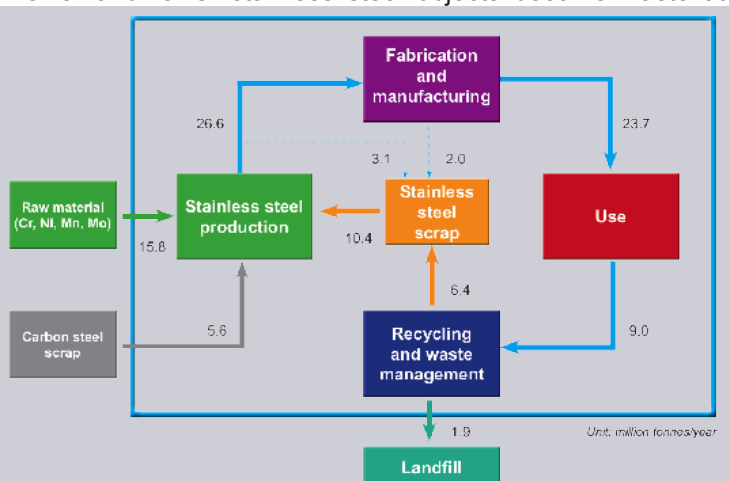 Fabrication
and
manufacturing
26.6
23.7
3.1
2.0
Raw material
(Cr, Ni, Mn, Mo)
Stainless steel
production
Stainless
steel
scrap
Use
15.8
10.4
6.4
Carbon steel
scrap
5.6
Recycling
and waste
management
9.0
1.9
Unit: million tonnes/year
Landfill